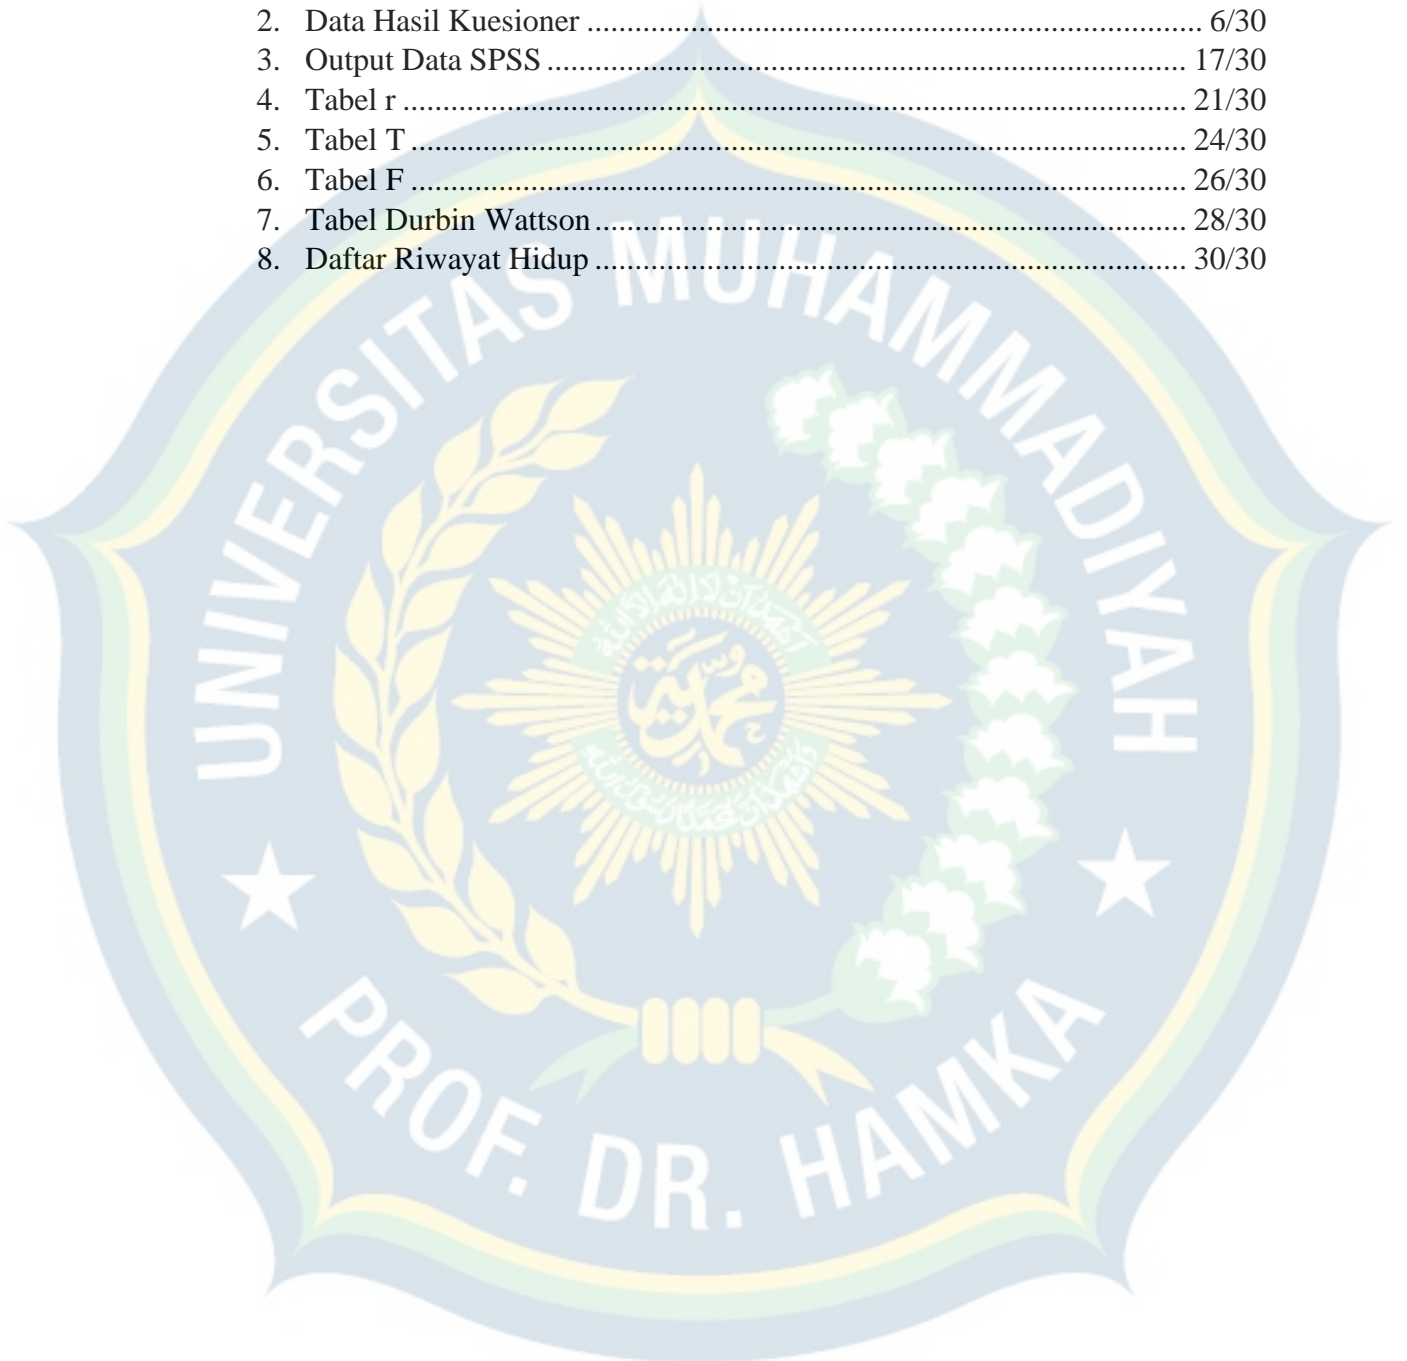 2. Data Hasil Kuesioner ........................................................................... 6/30
3. Output Data SPSS .............................................................................. 17/30
4. Tabel r ................................................................................................ 21/30
5. Tabel T ............................................................................................... 24/30
6. Tabel F ............................................................................................... 26/30
7. Tabel Durbin Wattson ........................................................................ 28/30
8. Daftar Riwayat Hidup ........................................................................ 30/30
UNIVERSITAS MUHAMMADIYAH
محمدية
PROF. DR. HAMKA